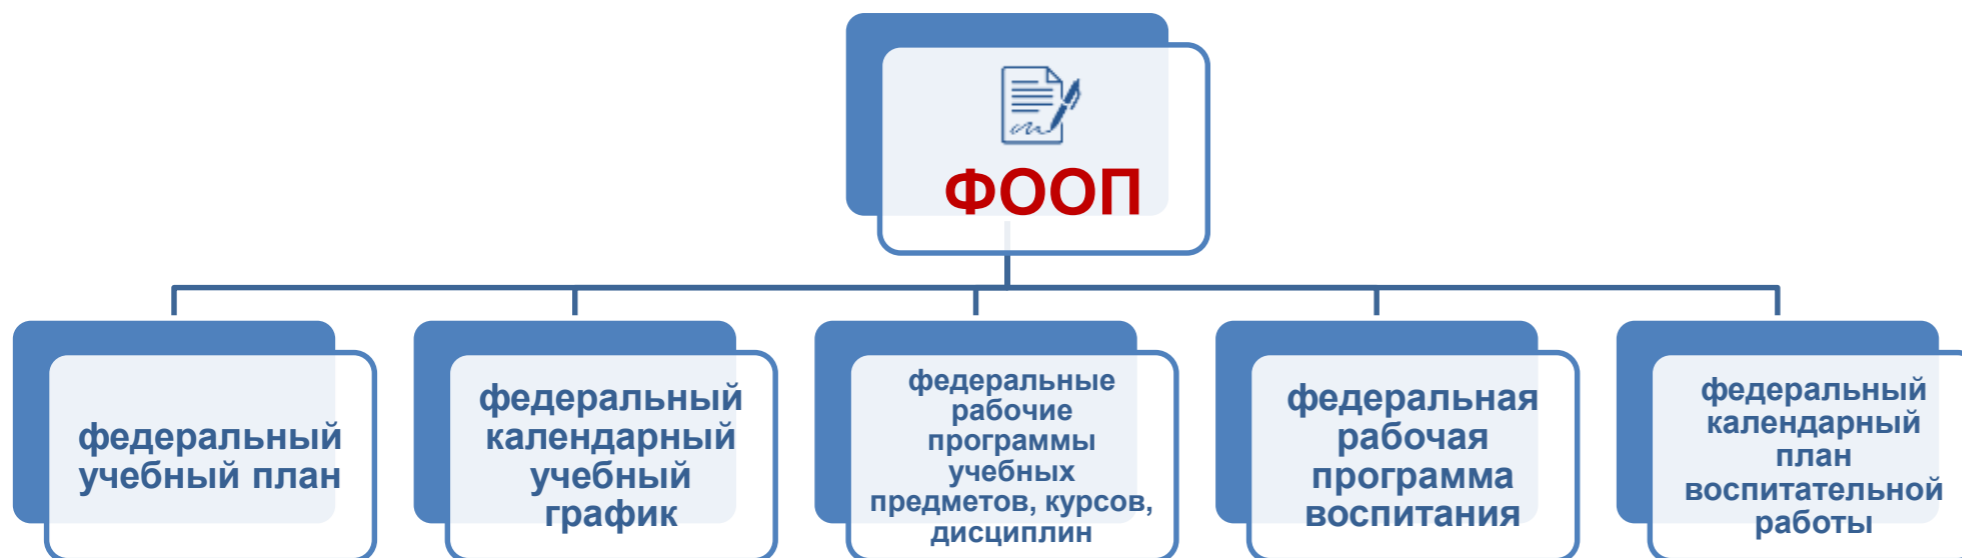 ФООП
федеральный
учебный план
федеральный
календарный
учебный
график
федеральные
рабочие
программы
учебных
предметов, курсов,
дисциплин
федеральная
рабочая
программа
воспитания
федеральный
календарный
план
воспитательной
работы